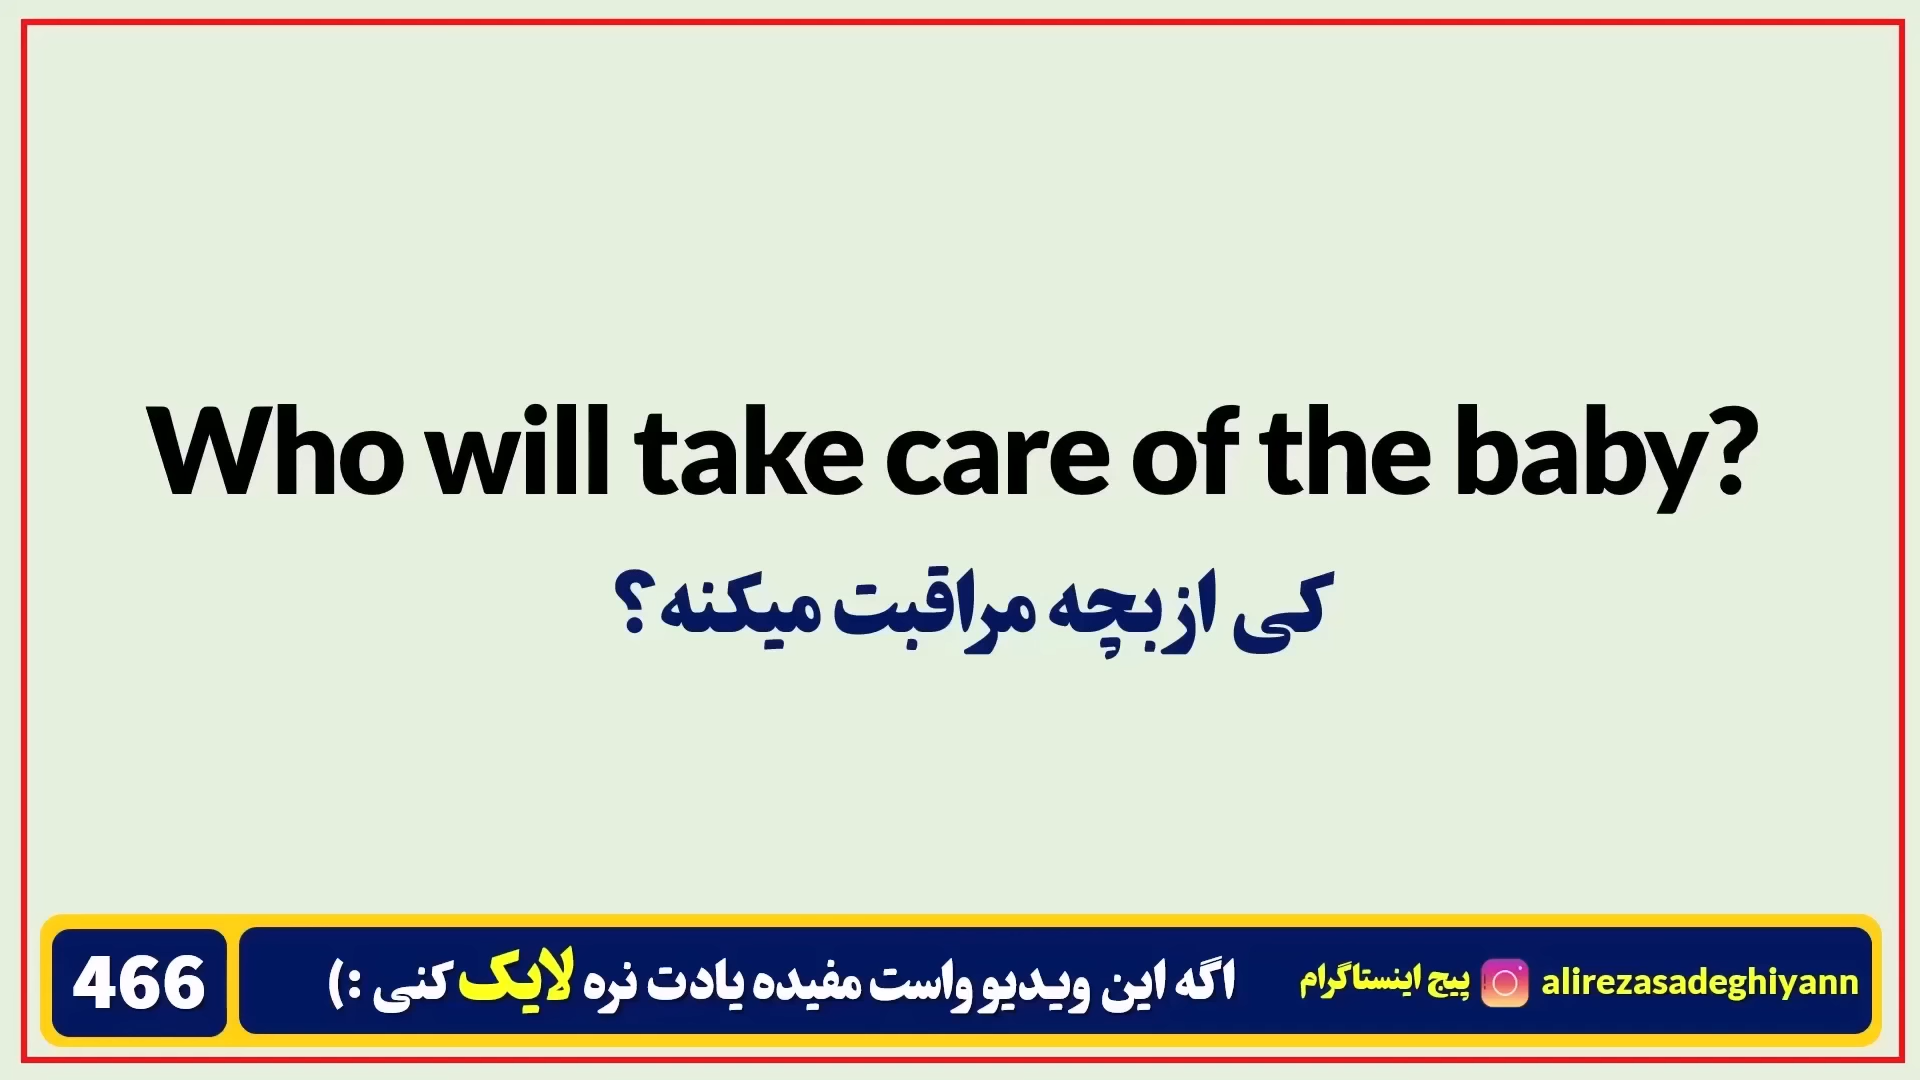 Who will take care of the baby?
کی از بچه مراقبت میکنه ؟
466
اگه این ویدیو واست مفیده یادت نره لایک کنی :)
پیج اینستاگرام alirezasadeghiyann